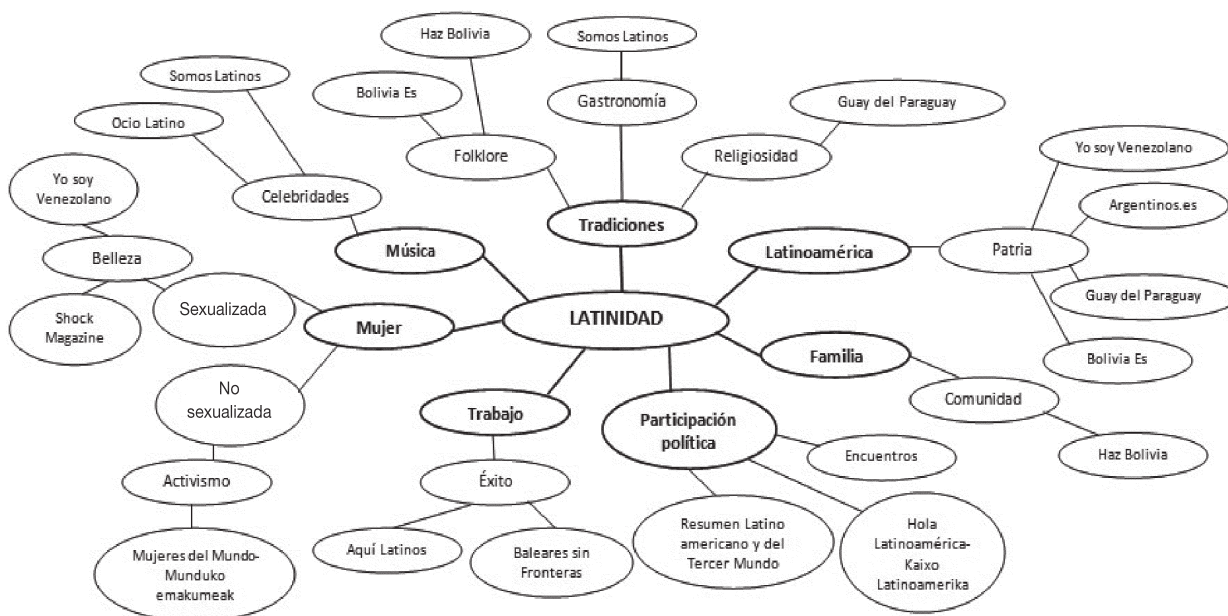 Haz Bolivia
Somos Latinos
Somos Latinos
Bolivia Es
Gastronomía
Guay del Paraguay
Ocio Latino
Folklore
Religiosidad
Yo soy Venezolano
Yo soy
Venezolano
Celebridades
Tradiciones
Argentinos.es
Música
Latinoamérica
Patria
Belleza
Sexualizada
Guay del Paraguay
Shock
Magazine
Mujer
LATINIDAD
Familia
Bolivia Es
No
sexualizada
Trabajo
Participación
política
Comunidad
Encuentros
Haz Bolivia
Activismo
Éxito
Aquí Latinos
Baleares sin
Fronteras
Resumen Latino
americano y del
Tercer Mundo
Hola
Latinoamérica-
Kaixo
Latinoamerika
Mujeres del Mundo-
Munduko
emakumeak